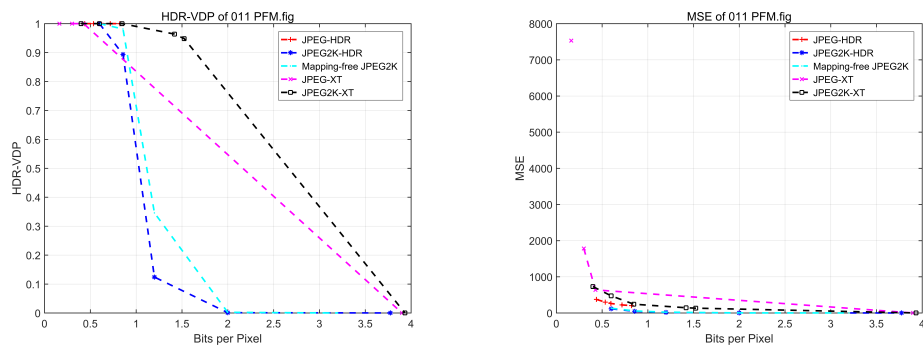 HDR-VDP of 011 PFM.fig
1
0.9
0.8
0.7
0.6
0.5
0.4
0.3
0.2
0.1
0
HDR-VDP
0 0.5 1 1.5 2 2.5 3 3.5 4
Bits per Pixel
JPEG-HDR
JPEG2K-HDR
Mapping-free JPEG2K
JPEG-XT
JPEG2K-XT
MSE of 011 PFM.fig
8000
7000
6000
5000
4000
3000
2000
1000
0
MSE
0 0.5 1 1.5 2 2.5 3 3.5 4
Bits per Pixel
JPEG-HDR
JPEG2K-HDR
Mapping-free JPEG2K
JPEG-XT
JPEG2K-XT